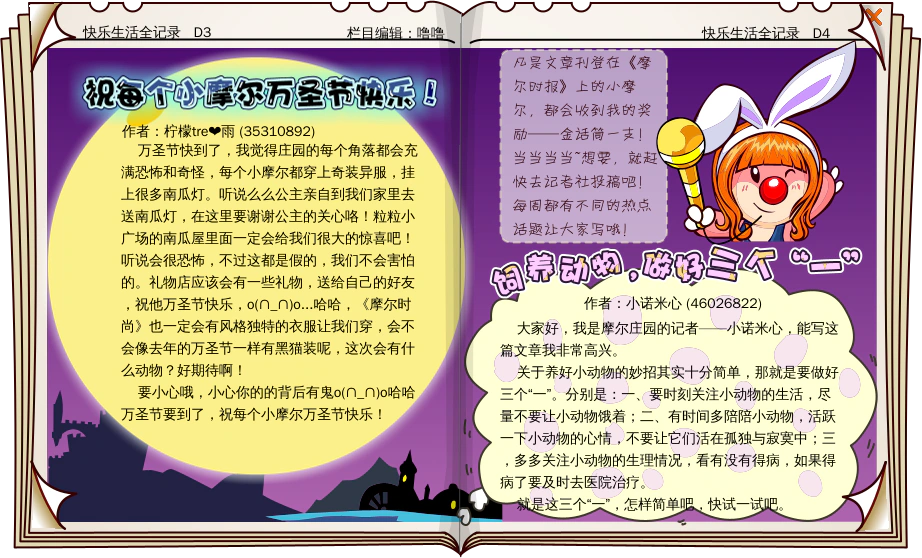 快乐生活全记录 D3
栏目编辑：噜噜
祝每个小摩尔万圣节快乐！
作者：柠檬tre❤雨 (35310892)
万圣节快到了，我觉得庄园的每个角落都会充
满恐怖和奇怪，每个小摩尔都穿上奇装异服，挂
上很多南瓜灯。听说么么公主亲自到我们家里去
送南瓜灯，在这里要谢谢公主的关心咯！粒粒小
广场的南瓜屋里面一定会给我们很大的惊喜吧！
听说会很恐怖，不过这都是假的，我们不会害怕
的。礼物店应该会有一些礼物，送给自己的好友
，祝他万圣节快乐，o(∩_∩)o...哈哈，《摩尔时
尚》也一定会有风格独特的衣服让我们穿，会不
会像去年的万圣节一样有黑猫装呢，这次会有什
么动物？好期待啊！
要小心哦，小心你的的背后有鬼o(∩_∩)o哈哈
万圣节要到了，祝每个小摩尔万圣节快乐！
快乐生活全记录 D4
凡是文章刊登在《摩
尔时报》上的小摩
尔，都会收到我的奖
励——金话筒一支！
当当当当~想要，就赶
快去记者社投稿吧！
每周都有不同的热点
话题让大家写哦！
饲养动物，做好三个“一”
作者：小诺米心 (46026822)
大家好，我是摩尔庄园的记者——小诺米心，能写这
篇文章我非常高兴。
关于养好小动物的妙招其实十分简单，那就是要做好
三个“一”。分别是：一、要时刻关注小动物的生活，尽
量不要让小动物饿着；二、有时间多陪陪小动物，活跃
一下小动物的心情，不要让它们活在孤独与寂寞中；三
，多多关注小动物的生理情况，看有没有得病，如果得
病了要及时去医院治疗。
就是这三个“一”，怎样简单吧，快试一试吧。